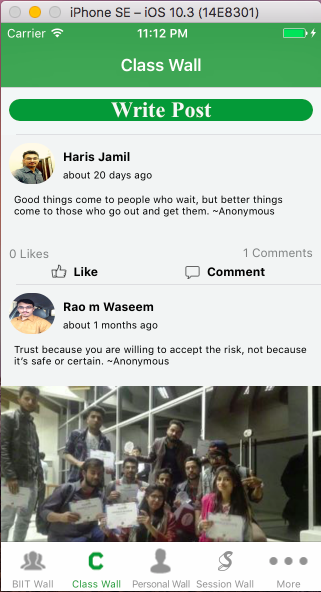 iPhone SE – iOS 10.3 (14E8301)
Carrier 11:12 PM
Class Wall
Write Post
Haris Jamil
about 20 days ago
Good things come to people who wait, but better things
come to those who go out and get them. ~Anonymous
0 Likes 1 Comments
Like Comment
Rao m Waseem
about 1 months ago
Trust because you are willing to accept the risk, not because
it's safe or certain. ~Anonymous
C S
BIIT Wall Class Wall Personal Wall Session Wall More